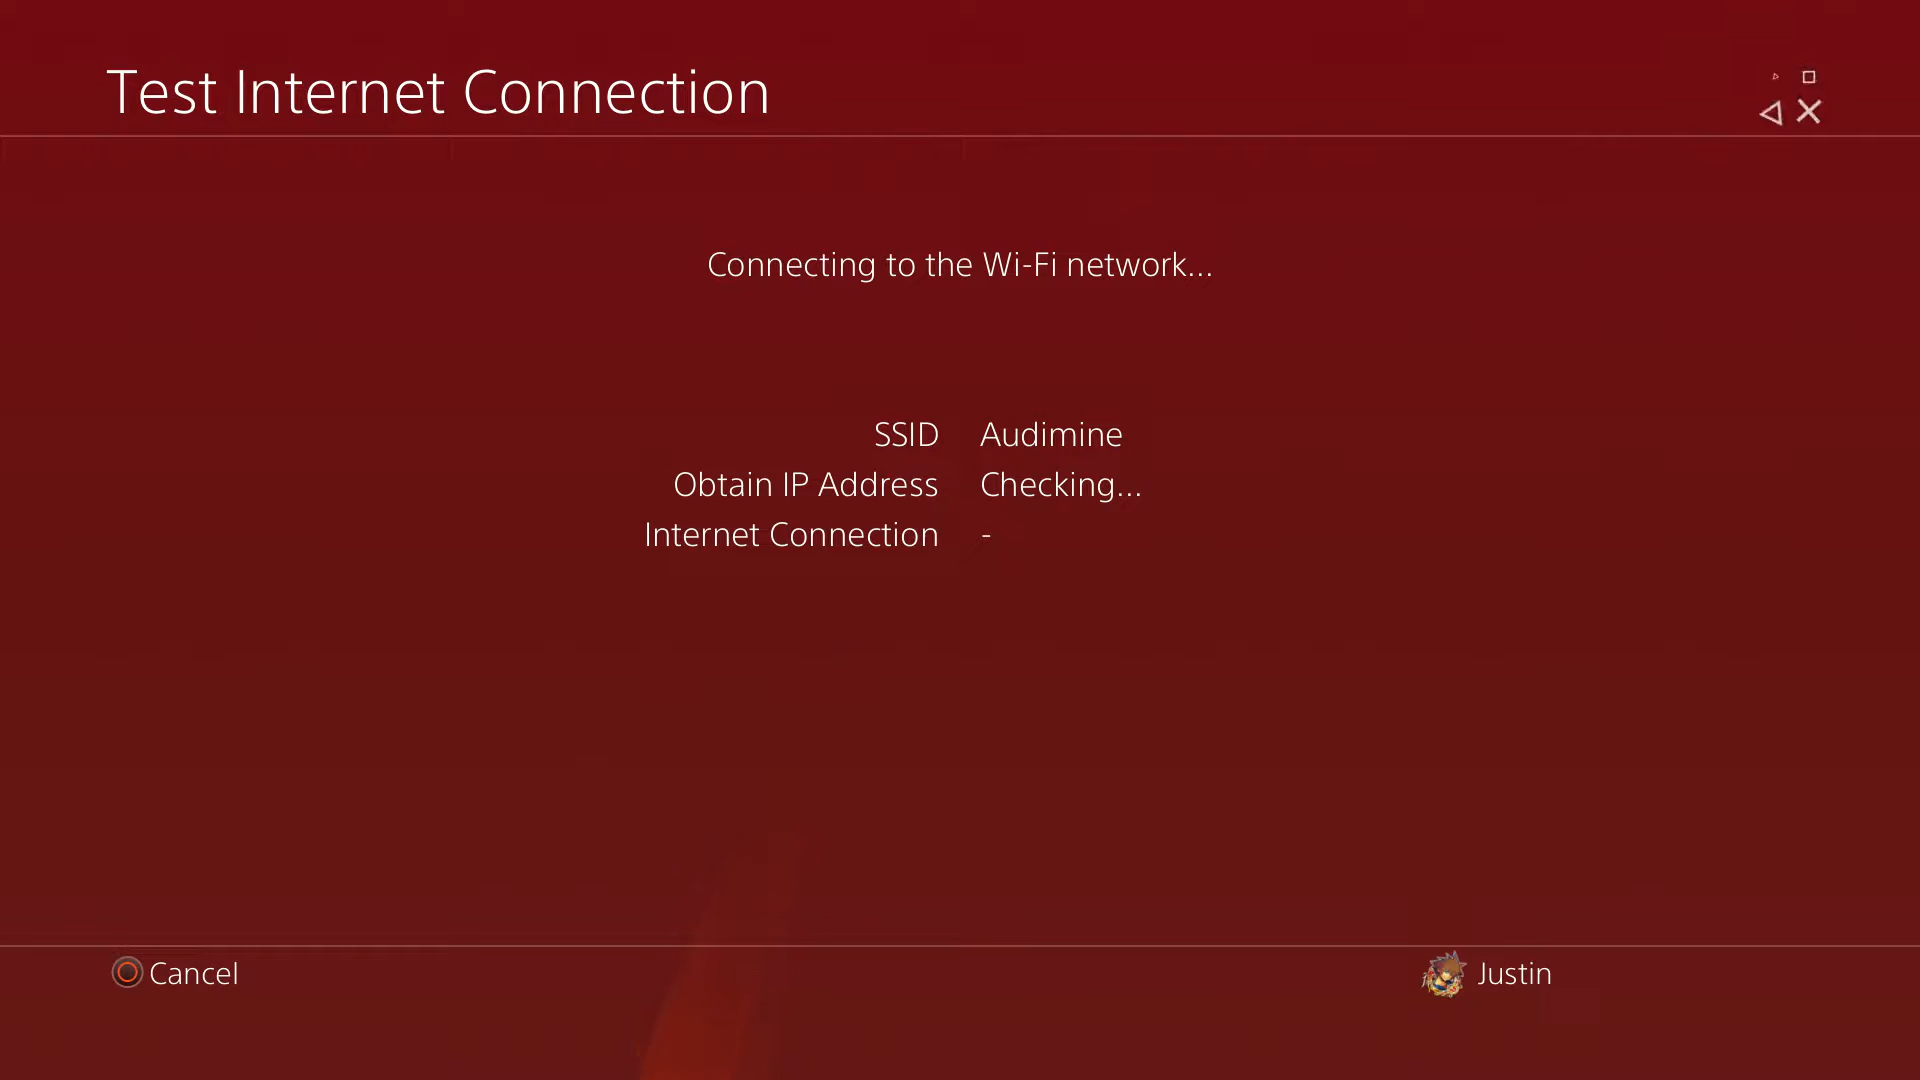 Test Internet Connection
Connecting to the Wi-Fi network...
SSID Audimine
Obtain IP Address Checking...
Internet Connection -
Cancel
Justin